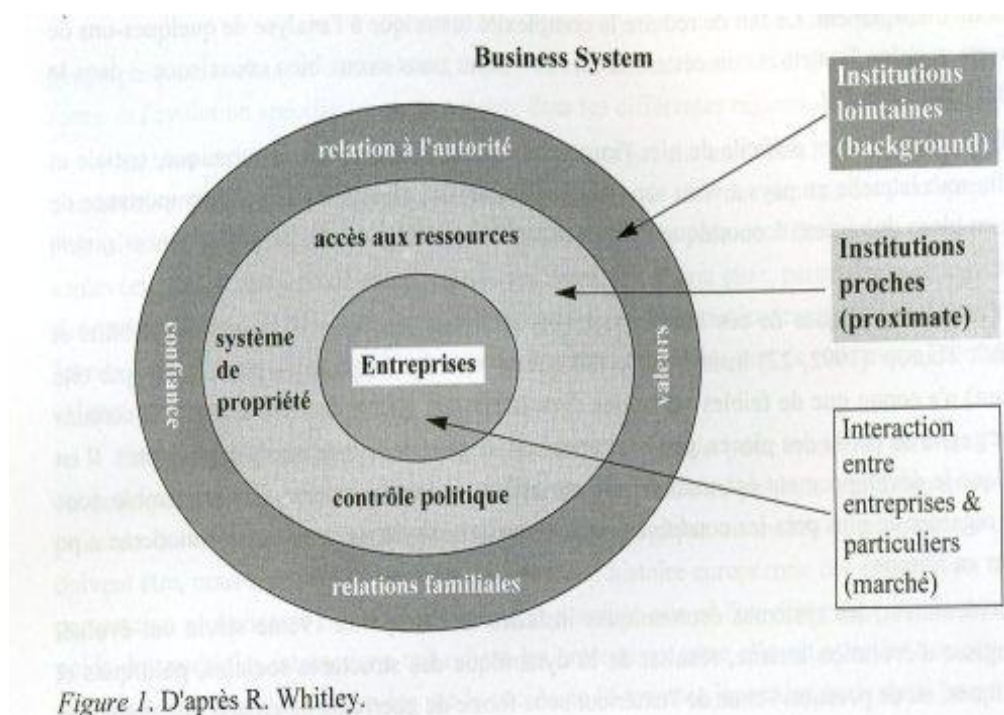 Business System
Institutions
lointaines
(background)
relation à l'autorité
accès aux ressources
Institutions
proches
(proximate)
confiance
système
de
propriété
Entreprises
valeurs
Interaction
entre
entreprises &
particuliers
(marché)
contrôle politique
relations familiales
Figure 1. D'après R. Whitley.